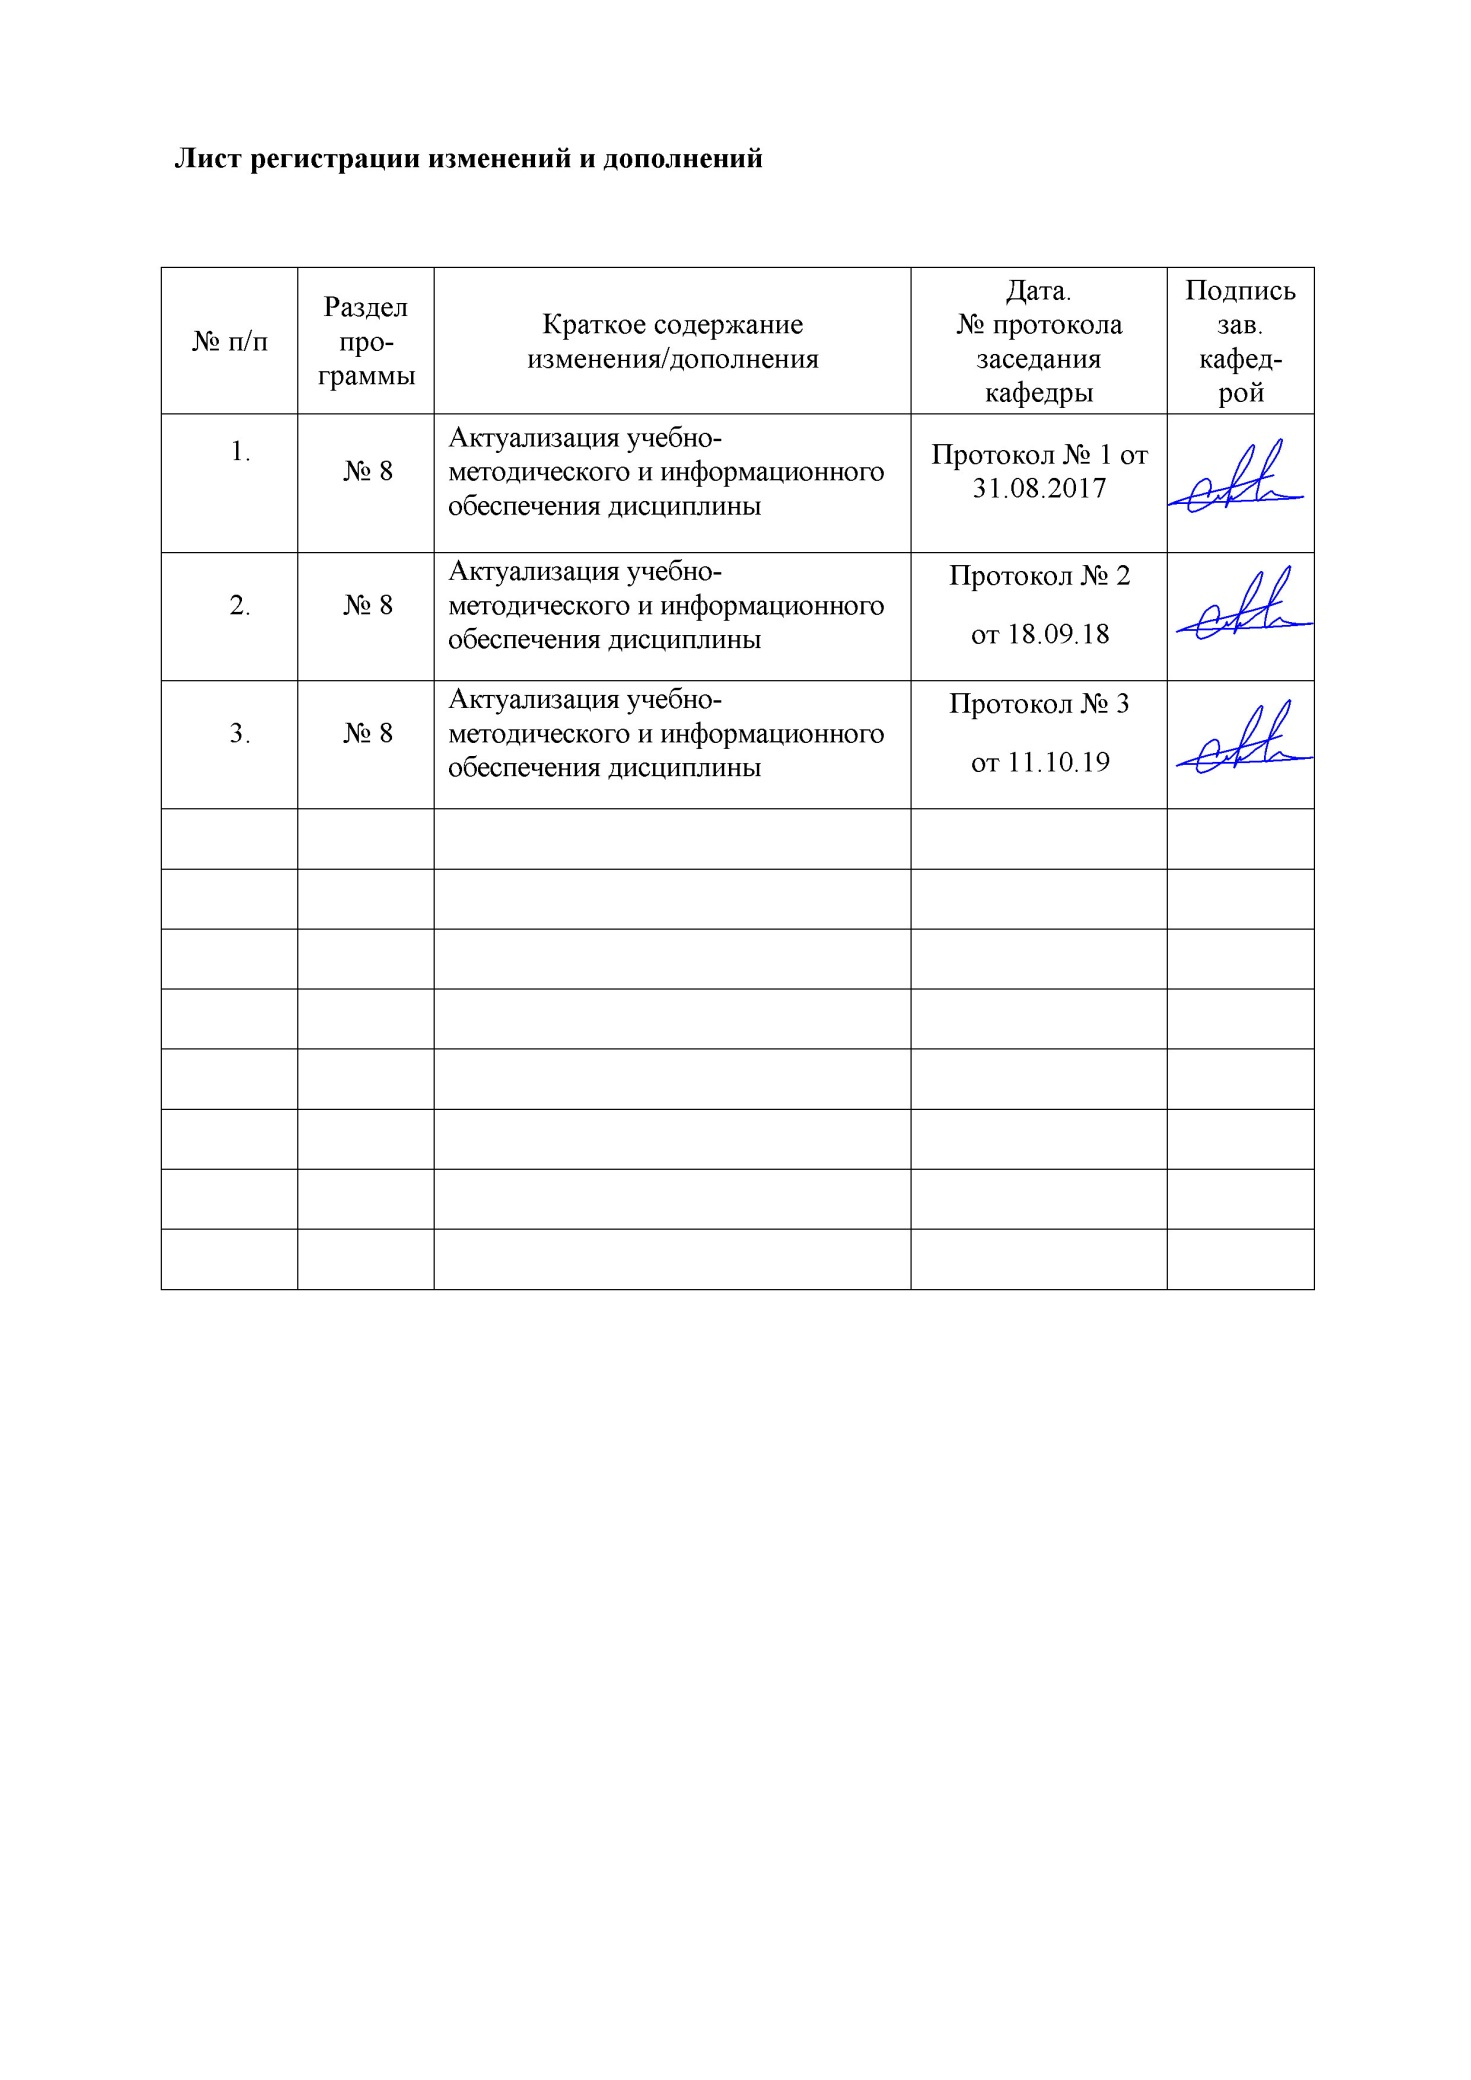 Лист регистрации изменений и дополнений
№ п/п
Раздел
про-
граммы
Краткое содержание
изменения/дополнения
Дата.
№ протокола
заседания
кафедры
Подпись
зав.
кафед-
рой
1.
№ 8
Актуализация учебно-
методического и информационного
обеспечения дисциплины
Протокол № 1 от
31.08.2017
2.
№ 8
Актуализация учебно-
методического и информационного
обеспечения дисциплины
Протокол № 2
от 18.09.18
3.
№ 8
Актуализация учебно-
методического и информационного
обеспечения дисциплины
Протокол № 3
от 11.10.19